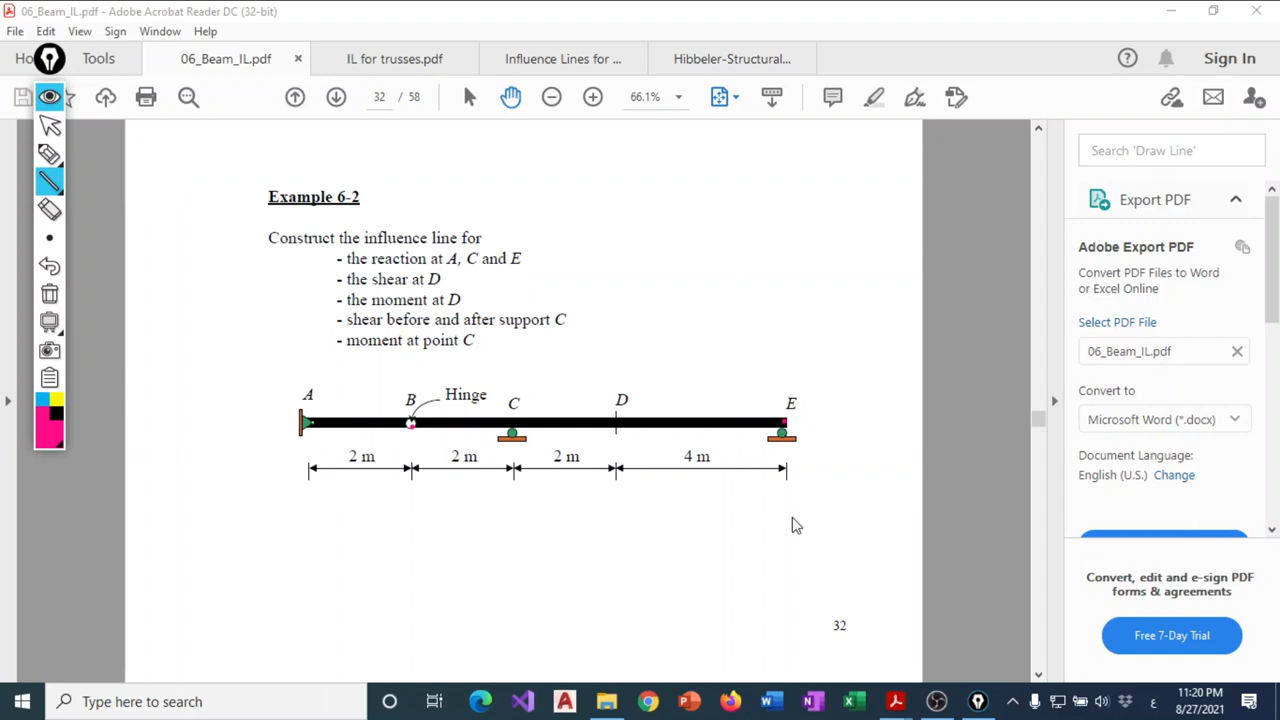 06_Beam_IL.pdf - Adobe Acrobat Reader DC (32-bit)
File Edit View Sign Window Help
Ho Tools 06_Beam_IL.pdf × IL for trusses.pdf Influence Lines for ... Hibbeler-Structural... Sign In
32 / 58 66.1%
Search 'Draw Line'
Export PDF
Adobe Export PDF
Convert PDF Files to Word
or Excel Online
Select PDF File
06_Beam_IL.pdf
Convert to
Microsoft Word (*.docx)
Document Language:
English (U.S.) Change
Convert, edit and e-sign PDF
forms & agreements
Free 7-Day Trial
Example 6-2
Construct the influence line for
- the reaction at A, C and E
- the shear at D
- the moment at D
- shear before and after support C
- moment at point C
A B Hinge C D E
2 m 2 m 2 m 4 m
32
Type here to search
ع 11:20 PM
8/27/2021